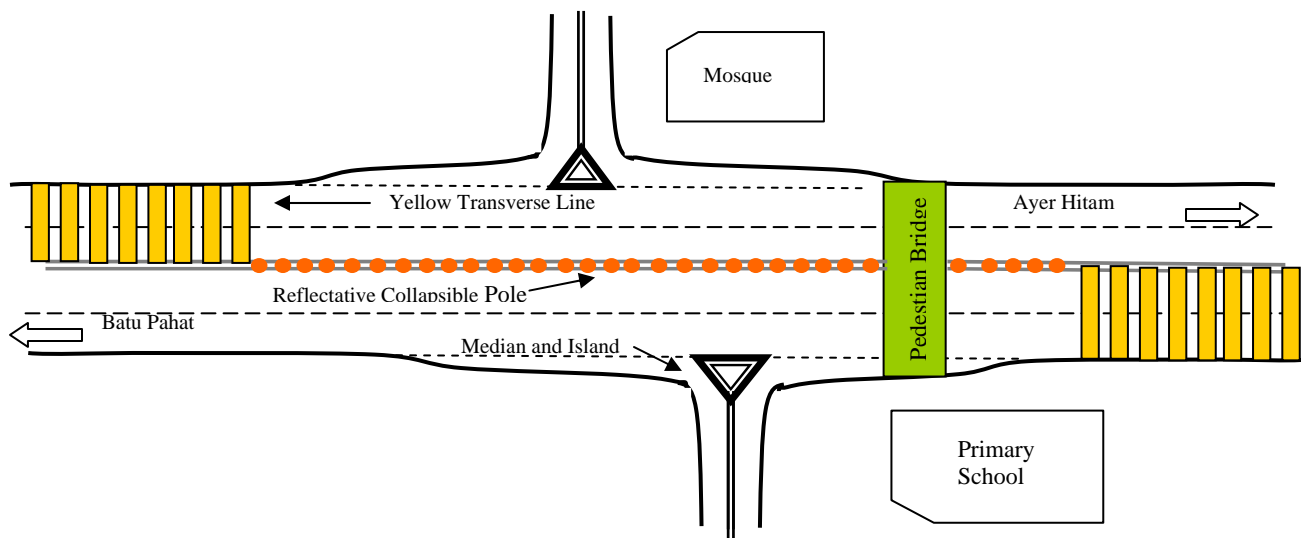 Mosque
Yellow Transverse Line
Ayer Hitam
Reflectative Collapsible Pole
Pedestian Bridge
Batu Pahat
Median and Island
Primary
School